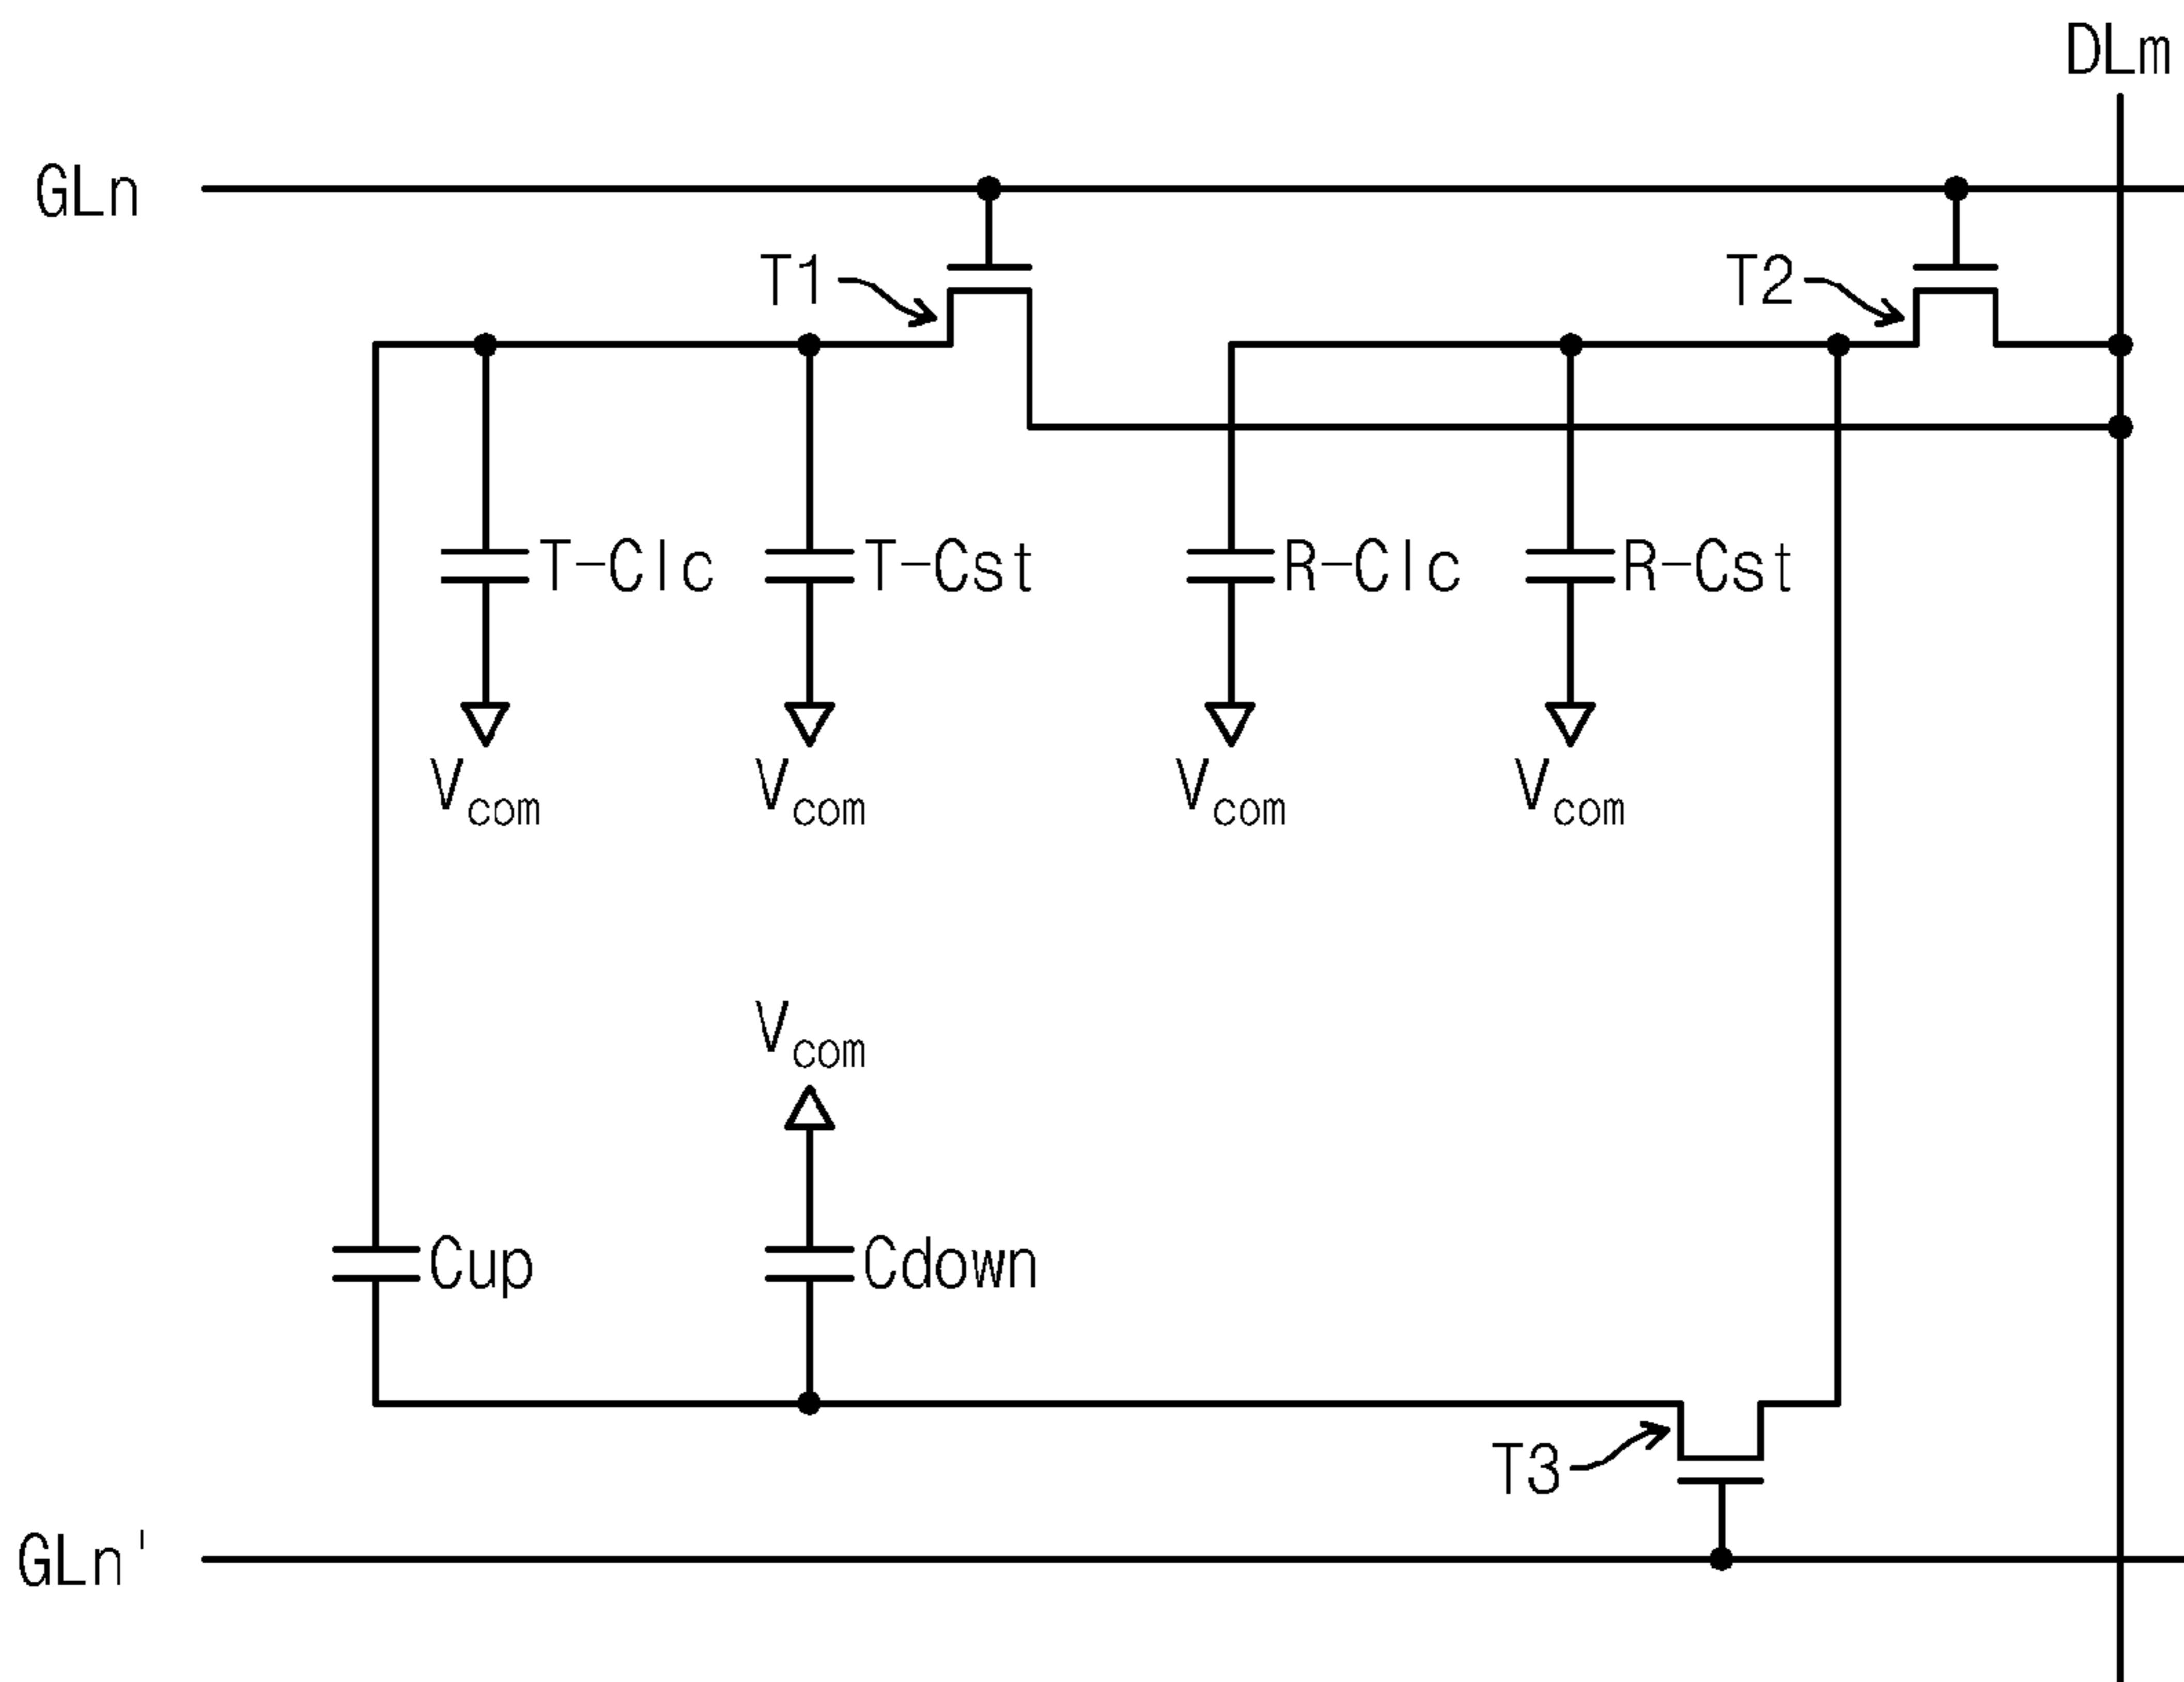 DLm
GLn
T1
T2
T-Clc
T-Cst
R-Clc
R-Cst
Vcom
Vcom
Vcom
Vcom
Vcom
Cup
Cdown
T3
GLn'